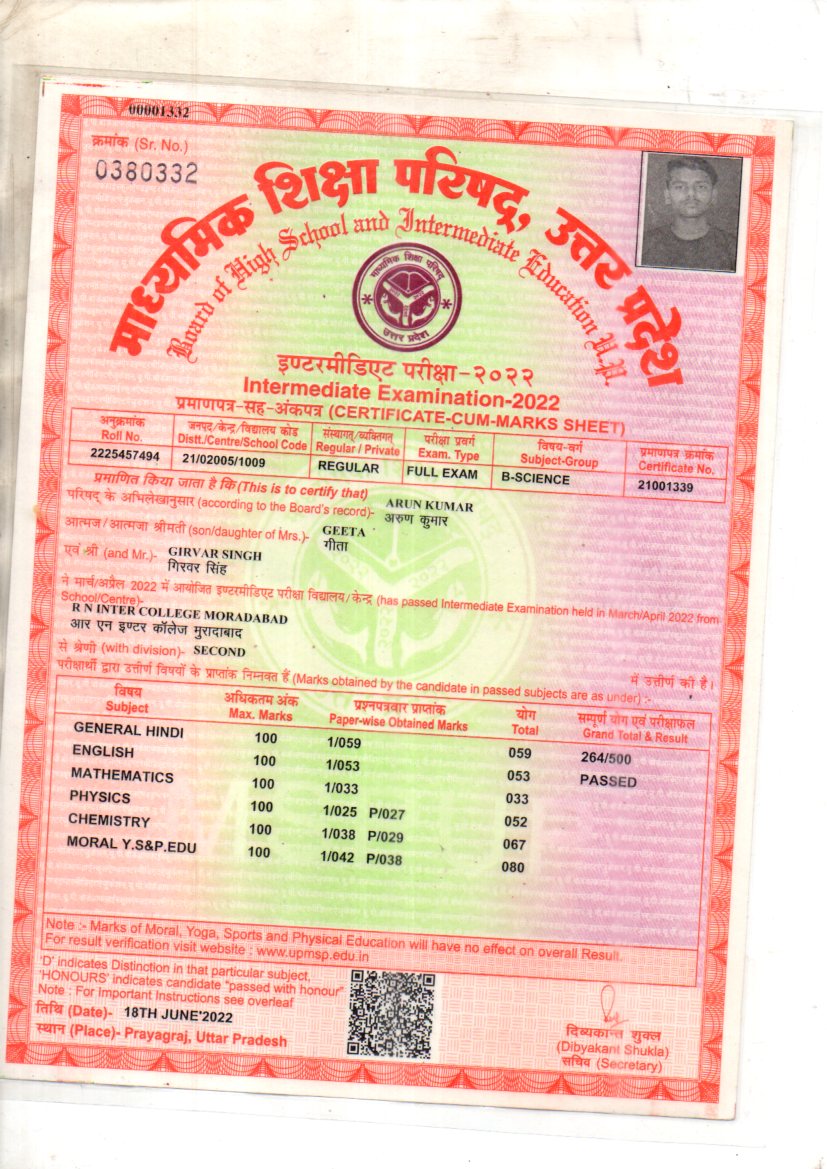 00001332
क्रमांक (Sr. No.)
0380332
माध्यमिक शिक्षा परिषद्, उत्तर प्रदेश
Board of High School and Intermediate Education U.P.
माध्यमिक शिक्षा परिषद्
उत्तर प्रदेश
इण्टरमीडिएट परीक्षा-२०२२
Intermediate Examination-2022
प्रमाणपत्र-सह-अंकपत्र (CERTIFICATE-CUM-MARKS SHEET)
अनुक्रमांक जनपद/केन्द्र/विद्यालय कोड संस्थागत/व्यक्तिगत परीक्षा प्रवर्ग विषय-वर्ग प्रमाणपत्र क्रमांक
Roll No. Distt./Centre/School Code Regular / Private Exam. Type Subject-Group Certificate No.
2225457494 21/02005/1009 REGULAR FULL EXAM B-SCIENCE 21001339
प्रमाणित किया जाता है कि (This is to certify that)
परिषद् के अभिलेखानुसार (according to the Board's record)- ARUN KUMAR
अरुण कुमार
आत्मज/आत्मजा श्रीमती (son/daughter of Mrs.)- GEETA
गीता
एवं श्री (and Mr.)- GIRVAR SINGH
गिरवर सिंह
ने मार्च/अप्रैल 2022 में आयोजित इण्टरमीडिएट परीक्षा विद्यालय/केन्द्र (has passed Intermediate Examination held in March/April 2022 from
School/Centre)-
R N INTER COLLEGE MORADABAD
आर एन इण्टर कॉलेज मुरादाबाद
से श्रेणी (with division)- SECOND में उत्तीर्ण की है।
परीक्षार्थी द्वारा उत्तीर्ण विषयों के प्राप्तांक निम्नवत हैं (Marks obtained by the candidate in passed subjects are as under) :-
विषय अधिकतम अंक प्रश्नपत्रवार प्राप्तांक योग सम्पूर्ण योग एवं परीक्षाफल
Subject Max. Marks Paper-wise Obtained Marks Total Grand Total & Result
GENERAL HINDI 100 1/059 059 264/500
ENGLISH 100 1/053 053 PASSED
MATHEMATICS 100 1/033 033
PHYSICS 100 1/025 P/027 052
CHEMISTRY 100 1/038 P/029 067
MORAL Y.S&P.EDU 100 1/042 P/038 080
Note :- Marks of Moral, Yoga, Sports and Physical Education will have no effect on overall Result.
For result verification visit website : www.upmsp.edu.in
'D' indicates Distinction in that particular subject,
'HONOURS' indicates candidate "passed with honour"
Note : For Important Instructions see overleaf
तिथि (Date)- 18TH JUNE'2022
स्थान (Place)- Prayagraj, Uttar Pradesh
दिव्यकान्त शुक्ल
(Dibyakant Shukla)
सचिव (Secretary)